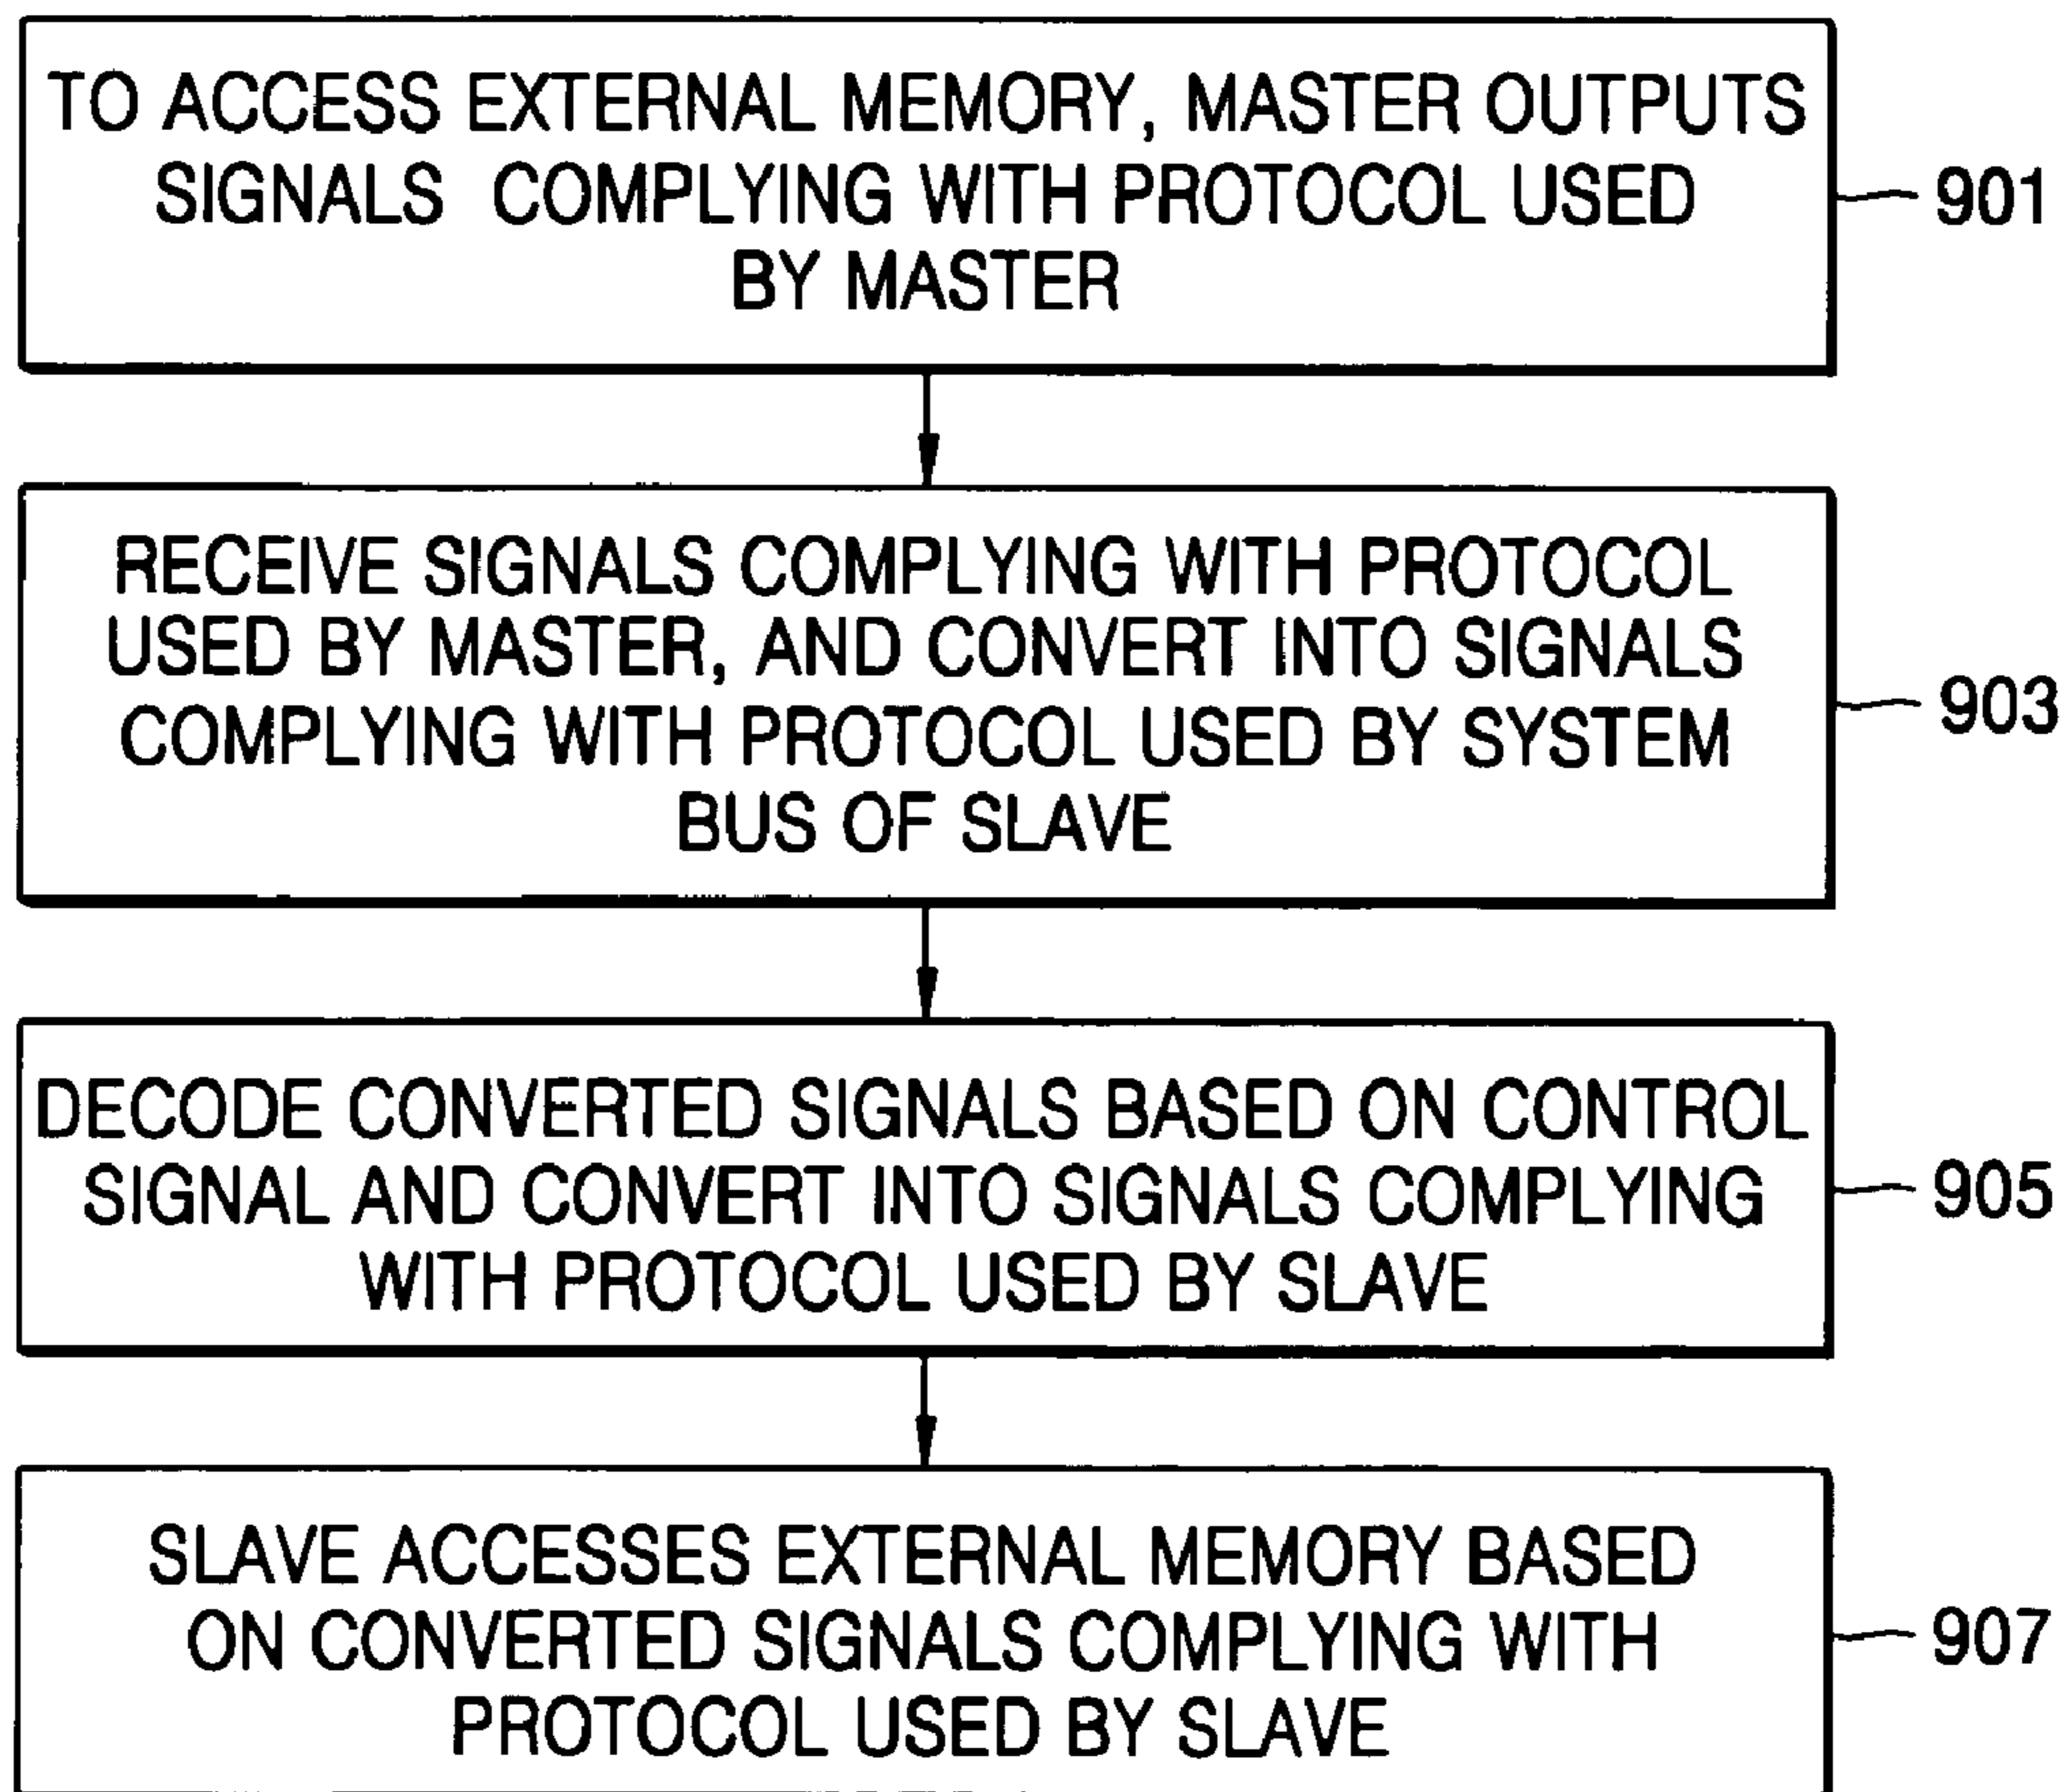 TO ACCESS EXTERNAL MEMORY, MASTER OUTPUTS
SIGNALS COMPLYING WITH PROTOCOL USED
BY MASTER
901
RECEIVE SIGNALS COMPLYING WITH PROTOCOL
USED BY MASTER, AND CONVERT INTO SIGNALS
COMPLYING WITH PROTOCOL USED BY SYSTEM
BUS OF SLAVE
903
DECODE CONVERTED SIGNALS BASED ON CONTROL
SIGNAL AND CONVERT INTO SIGNALS COMPLYING
WITH PROTOCOL USED BY SLAVE
905
SLAVE ACCESSES EXTERNAL MEMORY BASED
ON CONVERTED SIGNALS COMPLYING WITH
PROTOCOL USED BY SLAVE
907